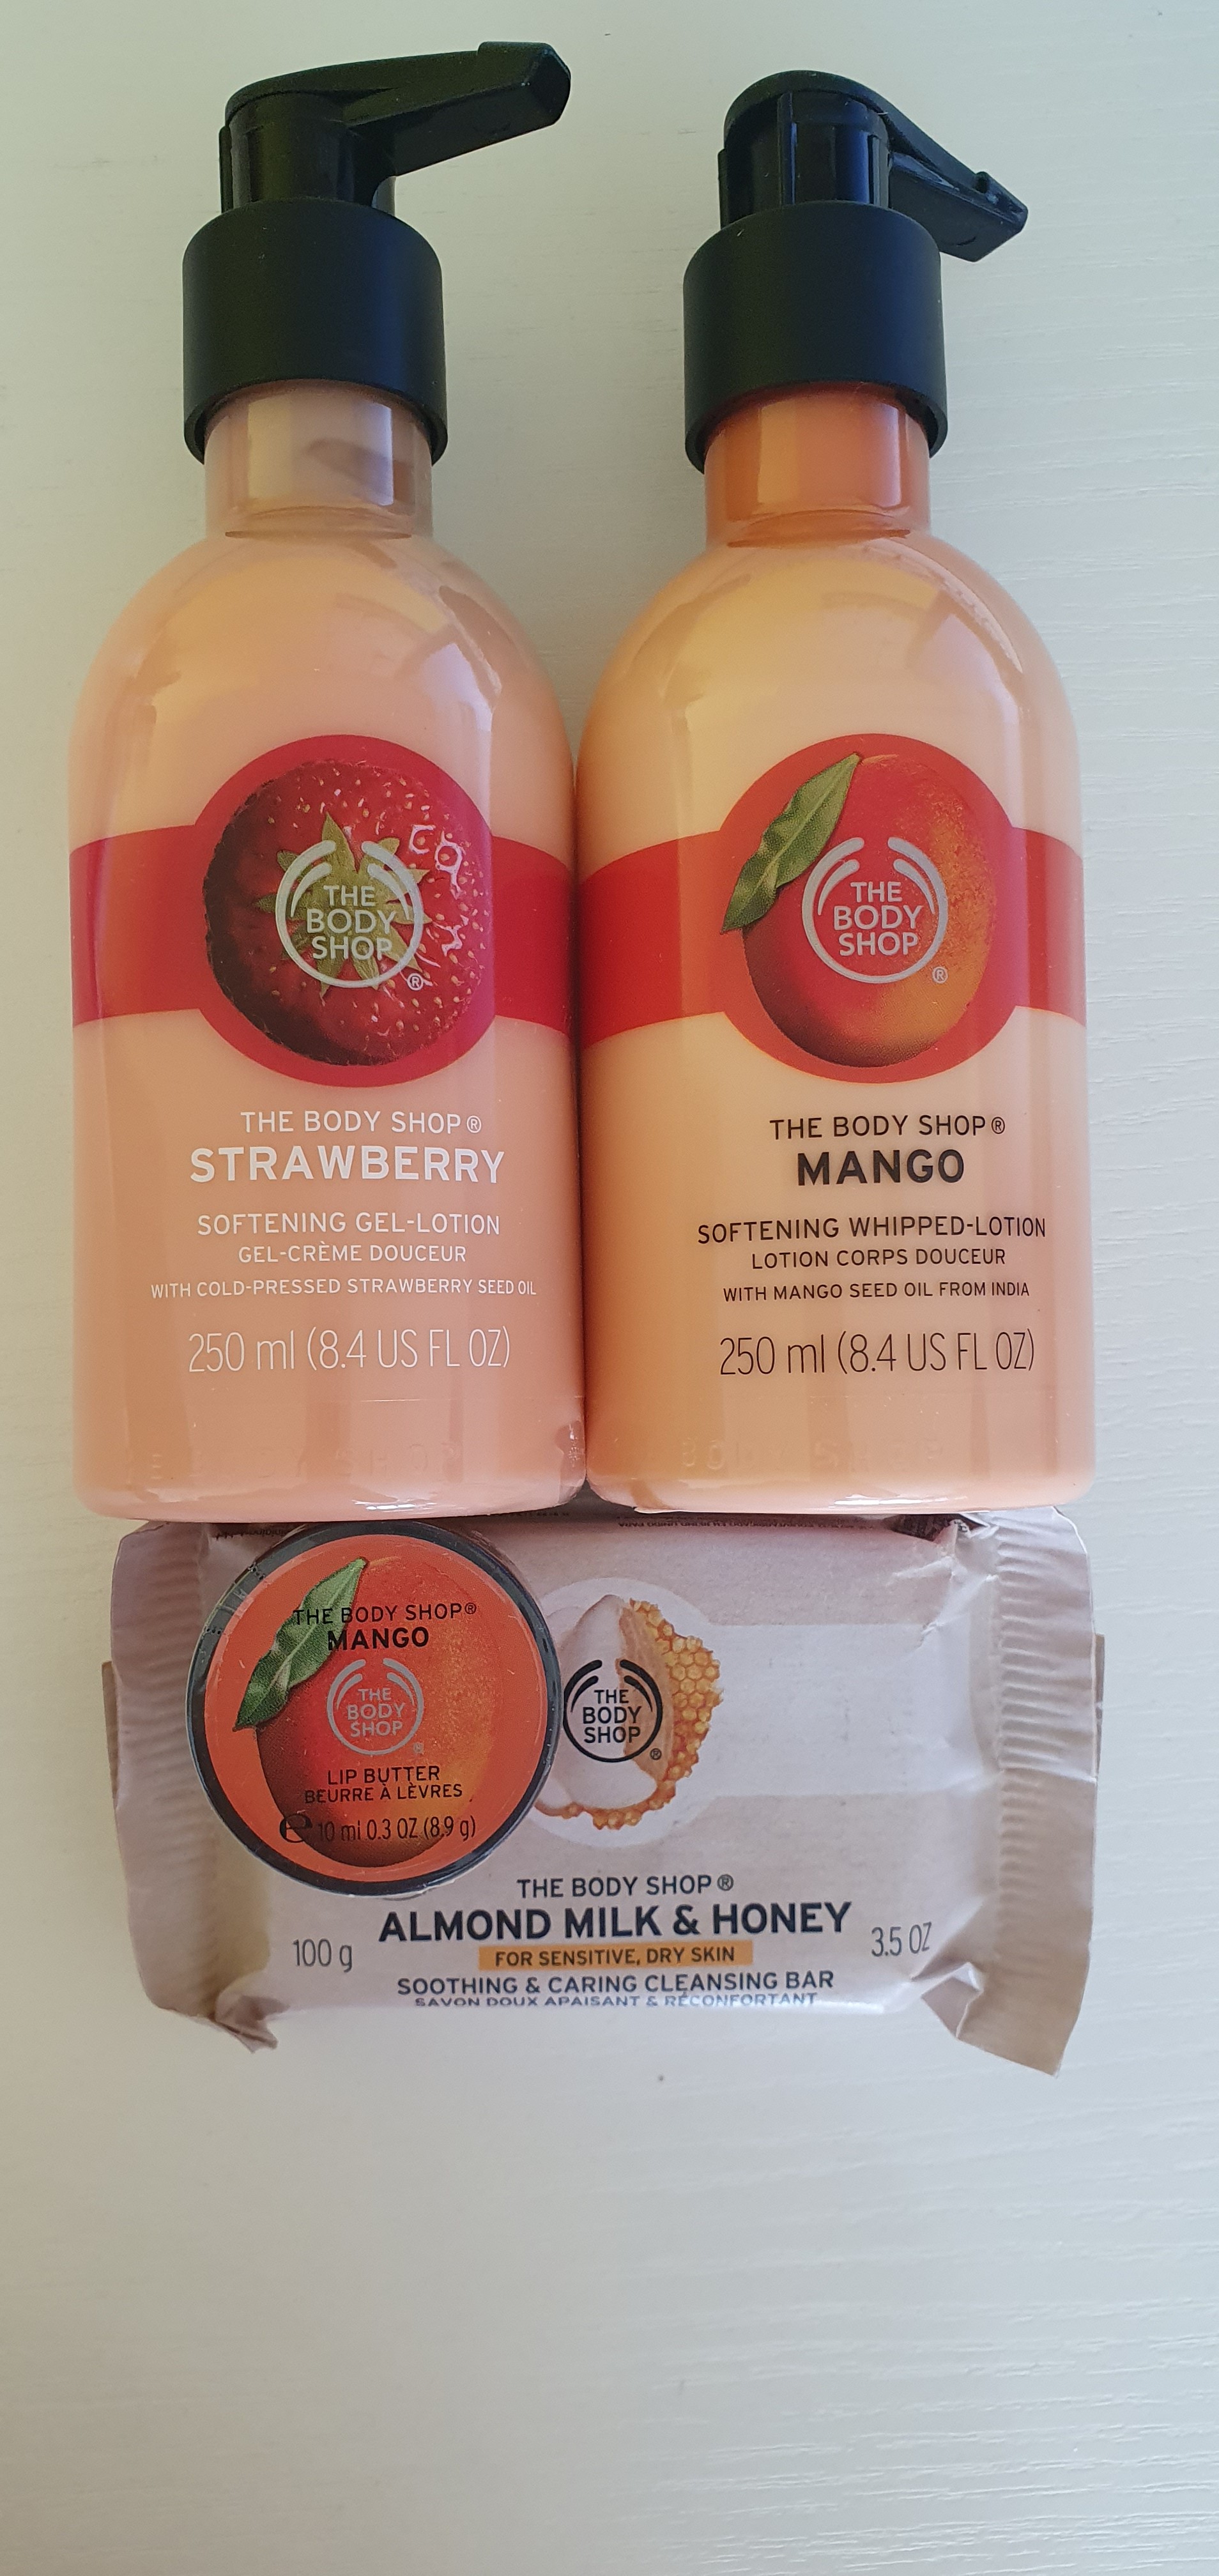 THE
BODY
SHOP
®
THE BODY SHOP®
STRAWBERRY
SOFTENING GEL-LOTION
GEL-CRÈME DOUCEUR
WITH COLD-PRESSED STRAWBERRY SEED OIL
250 ml (8.4 US FL OZ)
THE
BODY
SHOP
®
THE BODY SHOP®
MANGO
SOFTENING WHIPPED-LOTION
LOTION CORPS DOUCEUR
WITH MANGO SEED OIL FROM INDIA
250 ml (8.4 US FL OZ)
THE BODY SHOP®
MANGO
THE
BODY
SHOP
®
LIP BUTTER
BEURRE À LÈVRES
℮ 10 ml 0.3 OZ (8.9 g)
THE
BODY
SHOP
®
THE BODY SHOP®
ALMOND MILK & HONEY
FOR SENSITIVE, DRY SKIN
100 g
3.5 OZ
SOOTHING & CARING CLEANSING BAR
SAVON DOUX APAISANT & RÉCONFORTANT